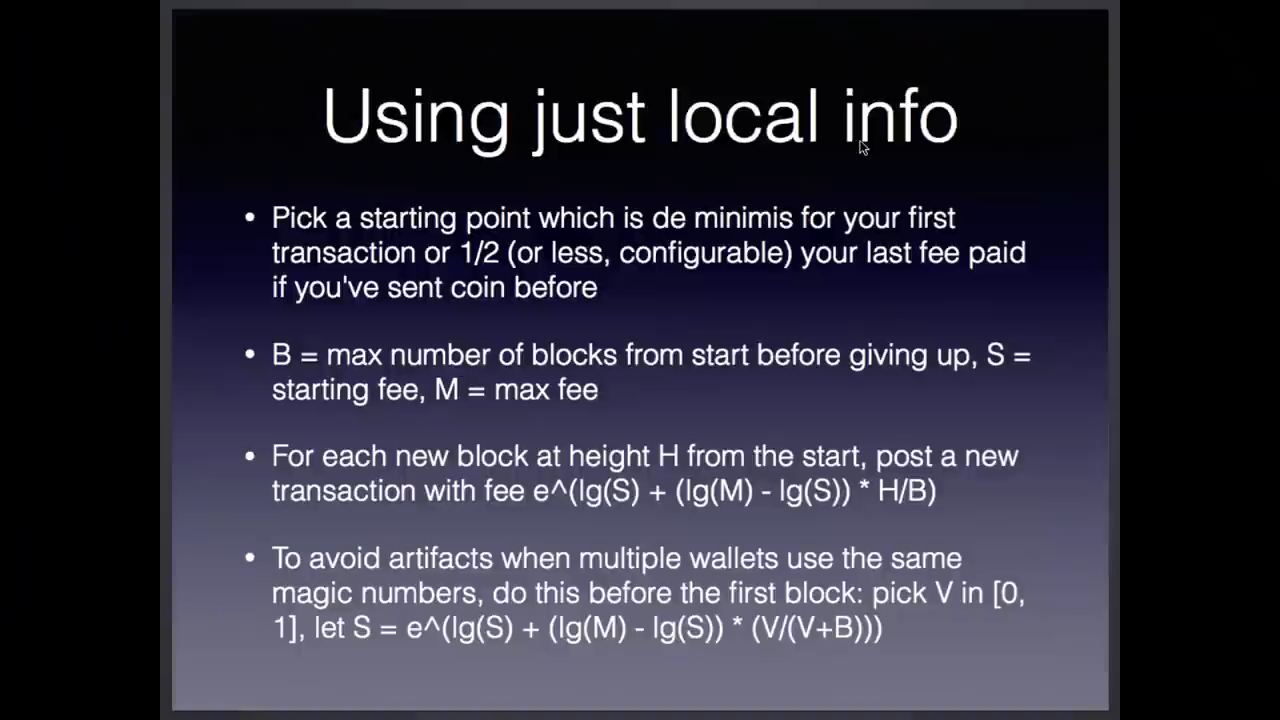 Using just local info
• Pick a starting point which is de minimis for your first
transaction or 1/2 (or less, configurable) your last fee paid
if you've sent coin before
• B = max number of blocks from start before giving up, S =
starting fee, M = max fee
• For each new block at height H from the start, post a new
transaction with fee e^(lg(S) + (lg(M) - lg(S)) * H/B)
• To avoid artifacts when multiple wallets use the same
magic numbers, do this before the first block: pick V in [0,
1], let S = e^(lg(S) + (lg(M) - lg(S)) * (V/(V+B)))